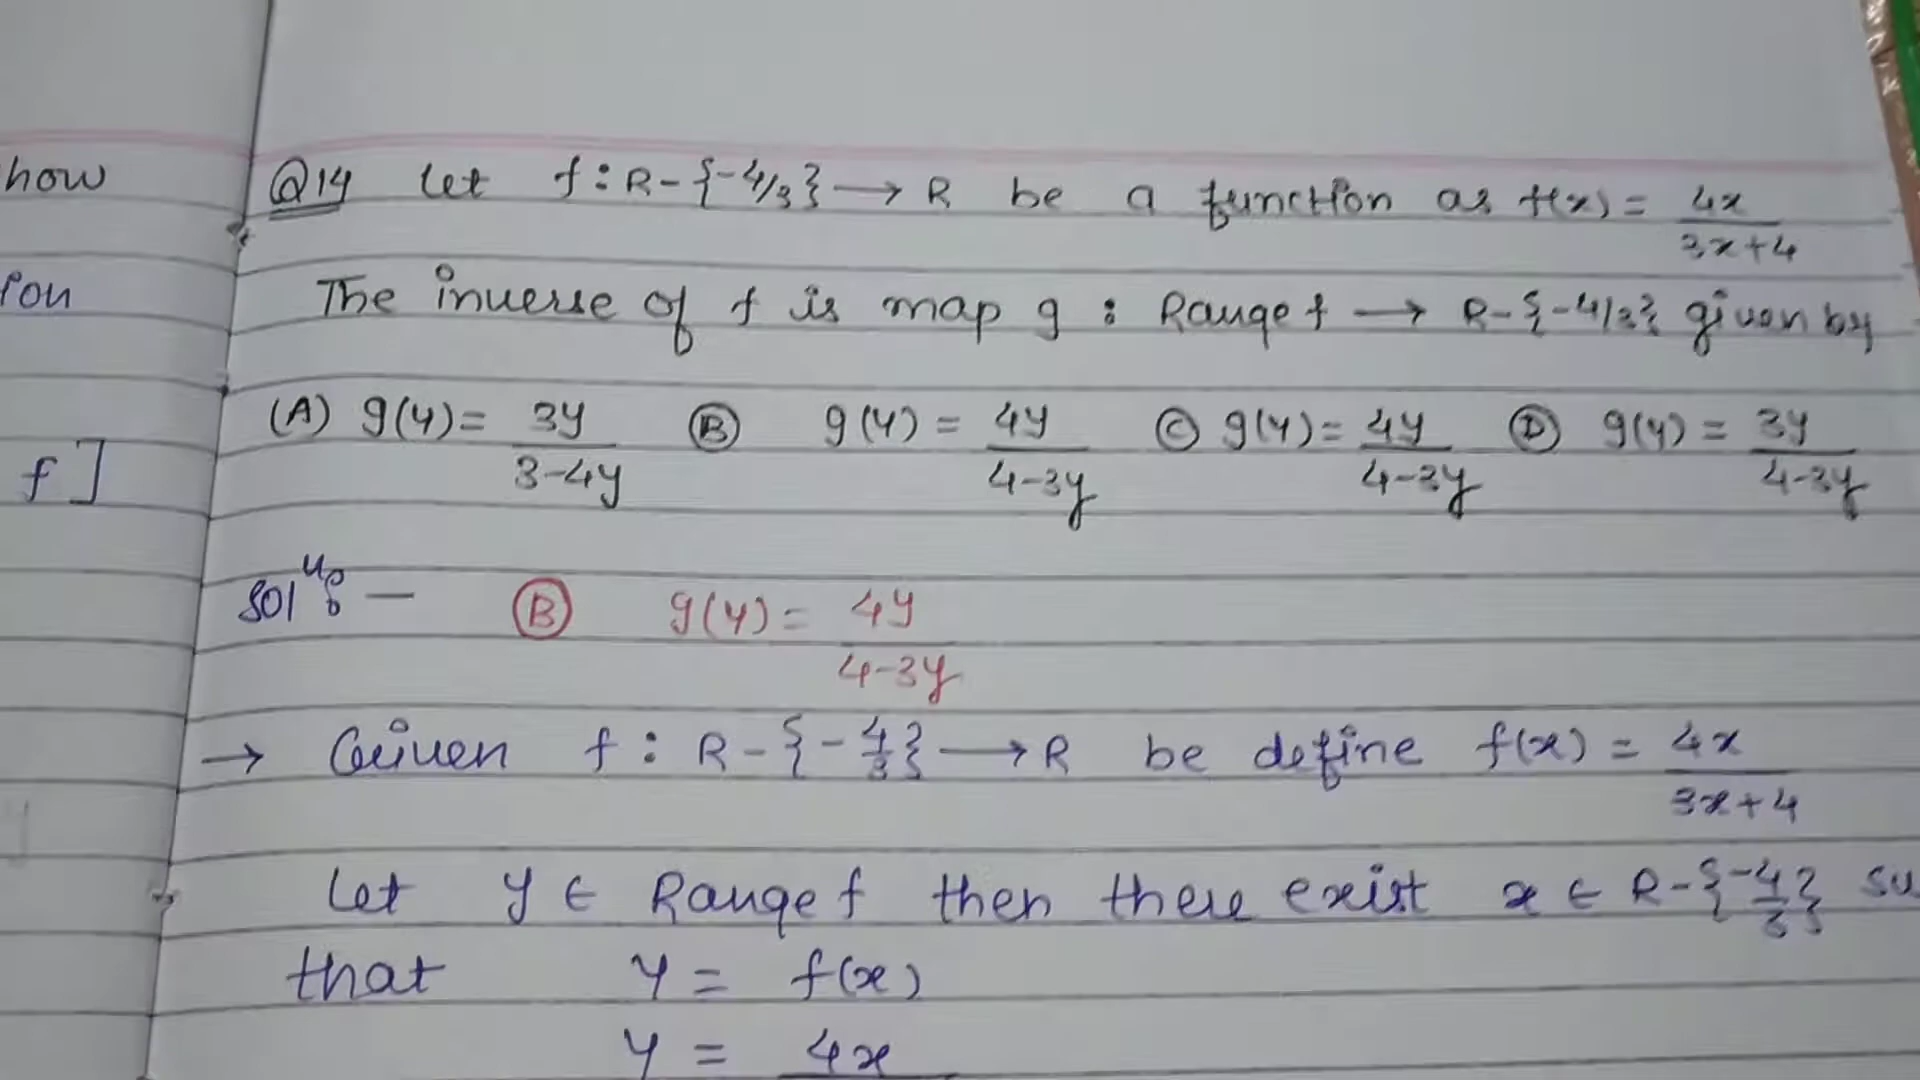 how
ion
f]
Q14 Let f : R - {-4/3} → R be a function as f(x) = 4x/3x+4
The inverse of f is map g : Range f → R - {-4/3} given by
(A) g(y) = 3y/3-4y (B) g(y) = 4y/4-3y (C) g(y) = 4y/4-3y (D) g(y) = 3y/4-3y
Solⁿ: — (B) g(y) = 4y/4-3y
→ Given f : R - {-4/3} → R be define f(x) = 4x/3x+4
Let y ∈ Range f then there exist x ∈ R - {-4/3} su
that y = f(x)
y = 4x